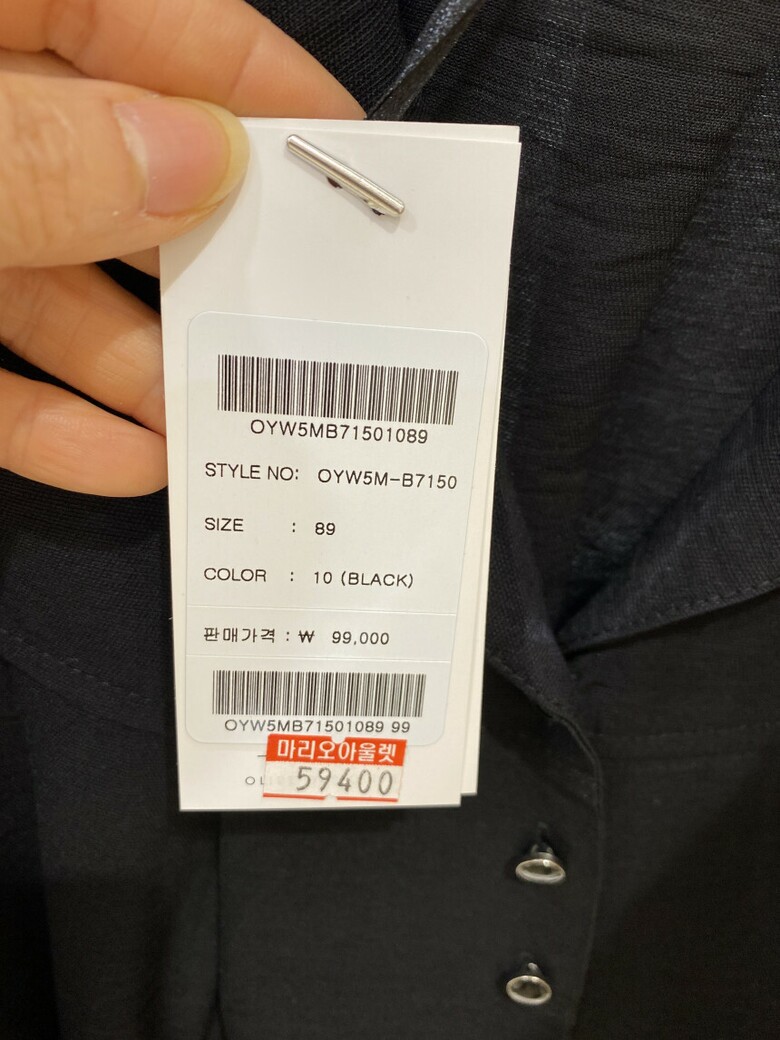 OYW5MB71501089
STYLE NO: OYW5M-B7150
SIZE : 89
COLOR : 10 (BLACK)
판매가격 : ₩ 99,000
OYW5MB71501089 99
마리오아울렛
59400